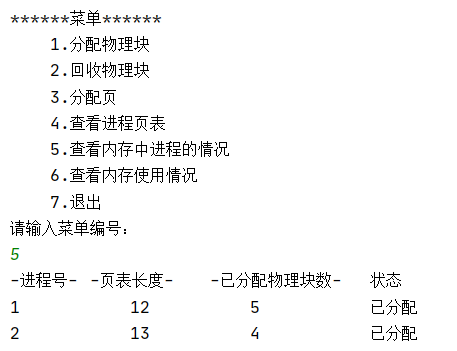 ******菜单******
1.分配物理块
2.回收物理块
3.分配页
4.查看进程页表
5.查看内存中进程的情况
6.查看内存使用情况
7.退出
请输入菜单编号：
5
-进程号- -页表长度- -已分配物理块数- 状态
1 12 5 已分配
2 13 4 已分配